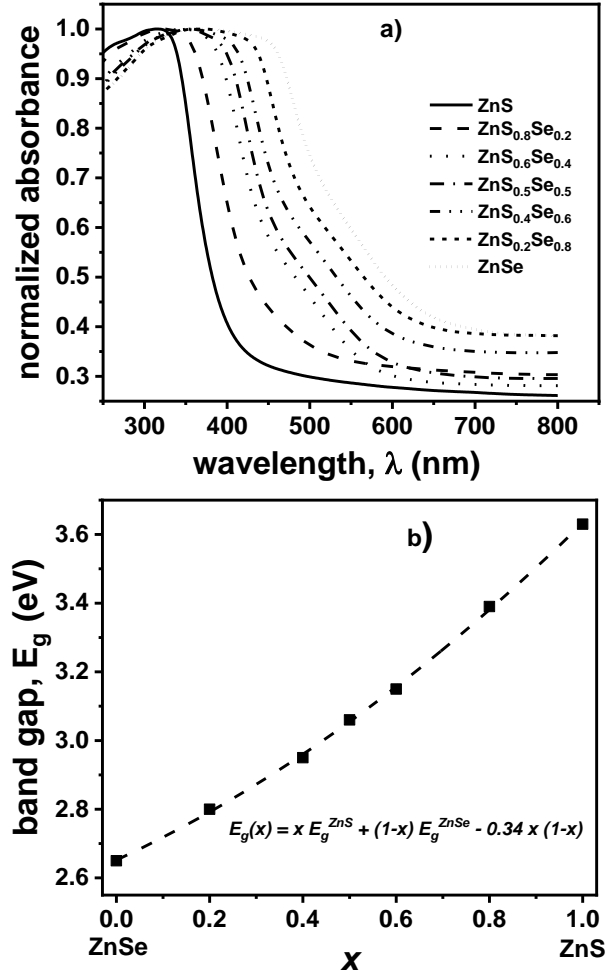 a)
1.0
0.9
0.8
0.7
0.6
0.5
0.4
0.3
normalized absorbance
ZnS
ZnS0.8Se0.2
ZnS0.6Se0.4
ZnS0.5Se0.5
ZnS0.4Se0.6
ZnS0.2Se0.8
ZnSe
300 400 500 600 700 800
wavelength, λ (nm)
b)
3.6
3.4
3.2
3.0
2.8
2.6
band gap, Eg (eV)
Eg(x) = x Eg^ZnS + (1-x) Eg^ZnSe - 0.34 x (1-x)
0.0 0.2 0.4 0.6 0.8 1.0
ZnSe x ZnS